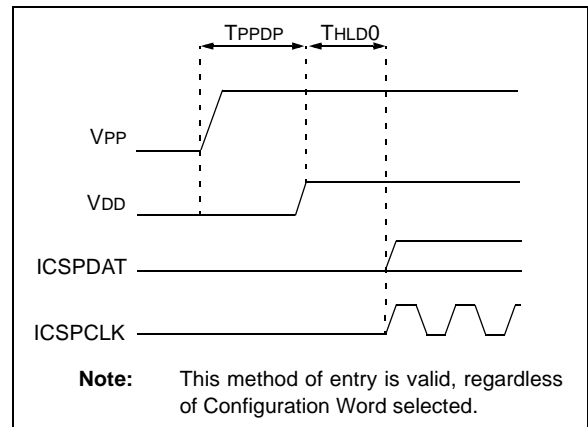 TPPDP THLD0
VPP
VDD
ICSPDAT
ICSPCLK
Note: This method of entry is valid, regardless
of Configuration Word selected.